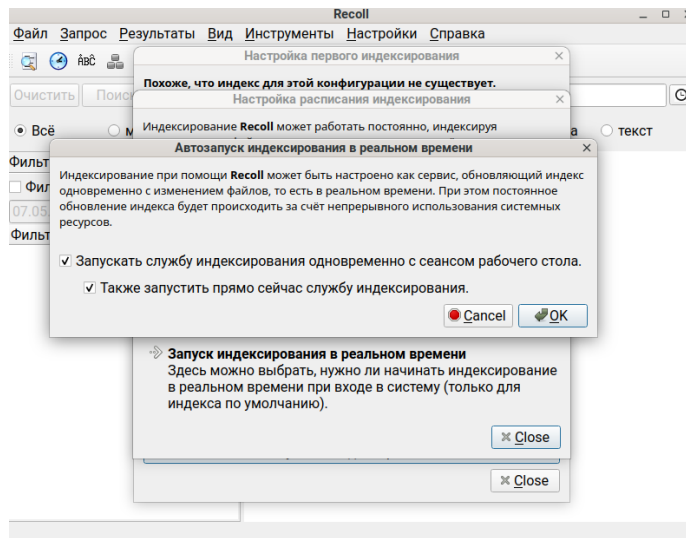 Recoll
Файл Запрос Результаты Вид Инструменты Настройки Справка
ÂBĈ
Настройка первого индексирования
Похоже, что индекс для этой конфигурации не существует.
Очистить
Настройка расписания индексирования
Всё
Индексирование Recoll может работать постоянно, индексируя
текст
Автозапуск индексирования в реальном времени
Индексирование при помощи Recoll может быть настроено как сервис, обновляющий индекс
одновременно с изменением файлов, то есть в реальном времени. При этом постоянное
обновление индекса будет происходить за счёт непрерывного использования системных
ресурсов.
07.05
Запускать службу индексирования одновременно с сеансом рабочего стола.
Также запустить прямо сейчас службу индексирования.
Cancel OK
Запуск индексирования в реальном времени
Здесь можно выбрать, нужно ли начинать индексирование
в реальном времени при входе в систему (только для
индекса по умолчанию).
Close
Close